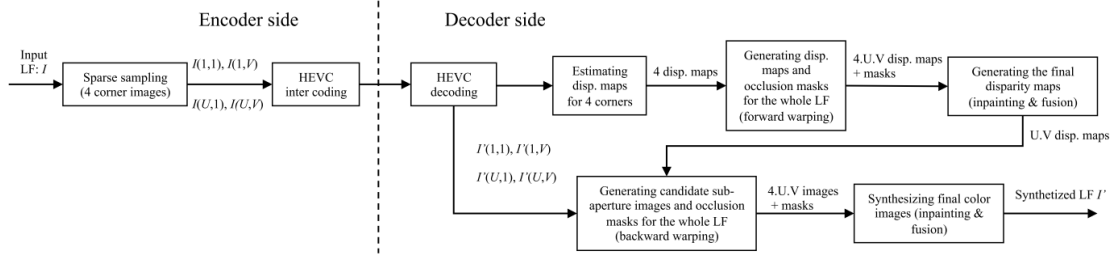 Encoder side
Decoder side
Input
LF: I
Sparse sampling
(4 corner images)
I(1,1), I(1,V)
I(U,1), I(U,V)
HEVC
inter coding
HEVC
decoding
Estimating
disp. maps
for 4 corners
4 disp. maps
Generating disp.
maps and
occlusion masks
for the whole LF
(forward warping)
4.U.V disp. maps
+ masks
Generating the final
disparity maps
(inpainting & fusion)
U.V disp. maps
I'(1,1), I'(1,V)
I'(U,1), I'(U,V)
Generating candidate sub-
aperture images and occlusion
masks for the whole LF
(backward warping)
4.U.V images
+ masks
Synthesizing final color
images (inpainting &
fusion)
Synthetized LF I'